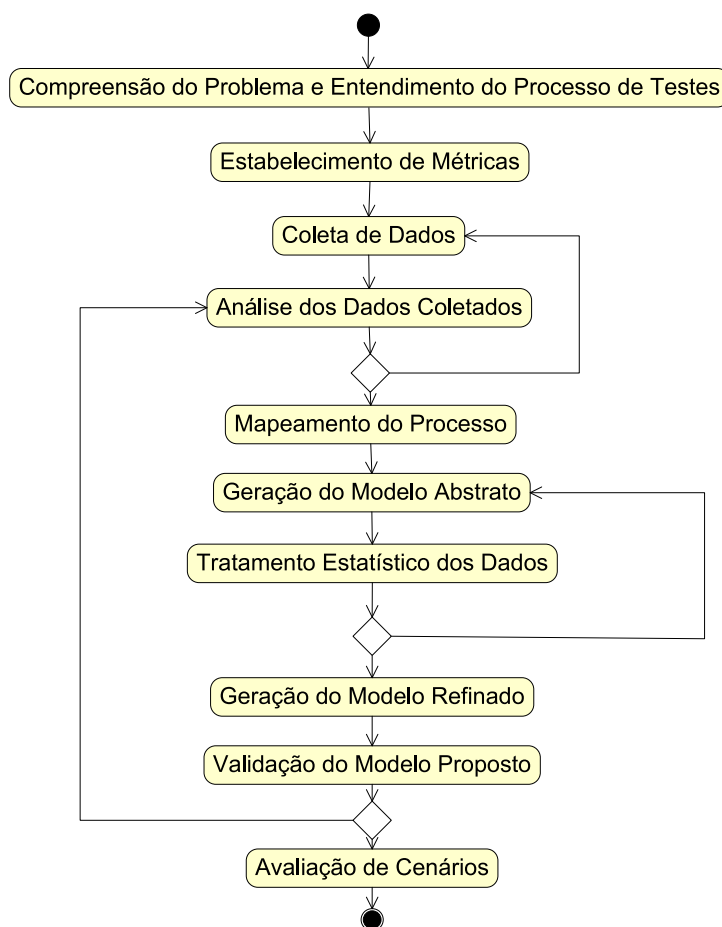 Compreensão do Problema e Entendimento do Processo de Testes
Estabelecimento de Métricas
Coleta de Dados
Análise dos Dados Coletados
Mapeamento do Processo
Geração do Modelo Abstrato
Tratamento Estatístico dos Dados
Geração do Modelo Refinado
Validação do Modelo Proposto
Avaliação de Cenários